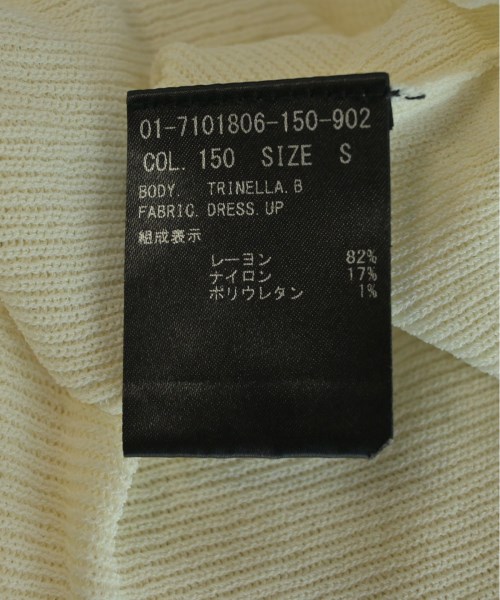 01-7101806-150-902
COL. 150 SIZE S
BODY. TRINELLA.B
FABRIC.DRESS.UP
組成表示
レーヨン 82%
ナイロン 17%
ポリウレタン 1%